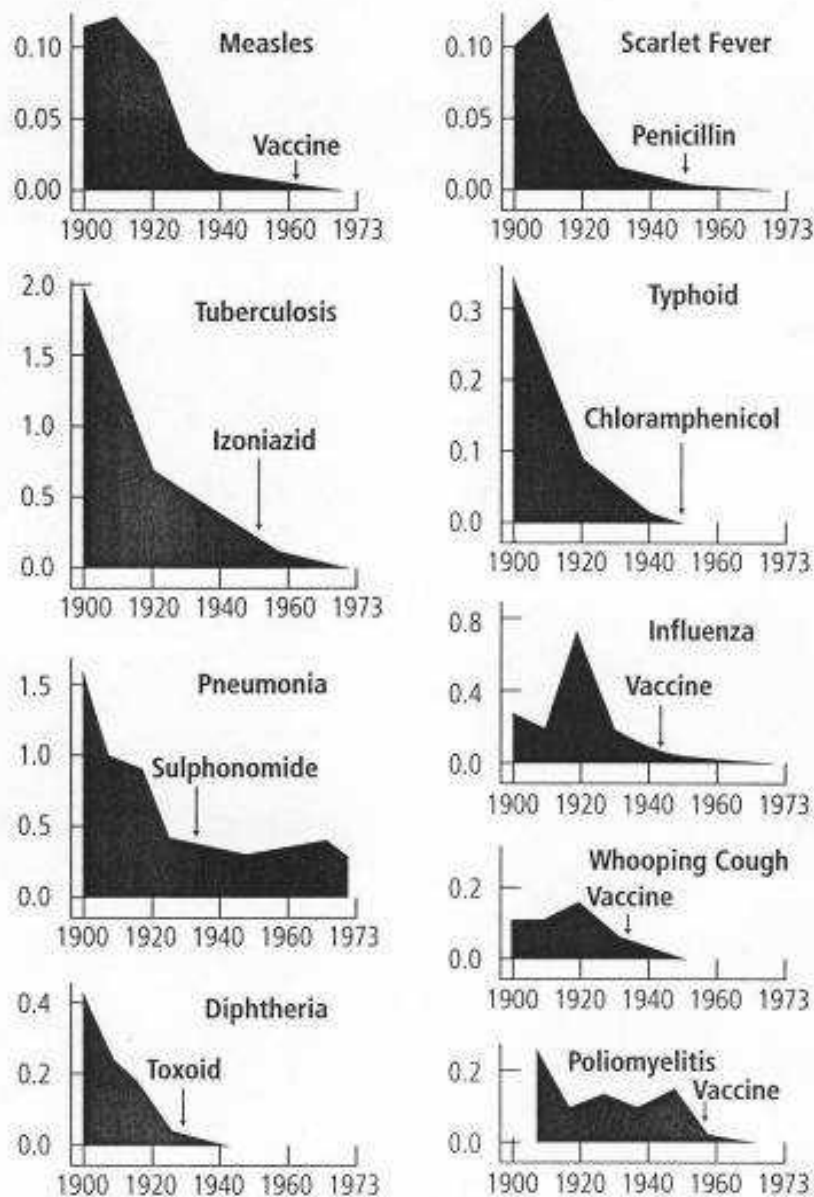 0.10
Measles
0.05
Vaccine
0.00
1900 1920 1940 1960 1973
0.10
Scarlet Fever
0.05
Penicillin
0.00
1900 1920 1940 1960 1973
2.0
Tuberculosis
1.5
1.0
Izoniazid
0.5
0.0
1900 1920 1940 1960 1973
0.3
Typhoid
0.2
Chloramphenicol
0.1
0.0
1900 1920 1940 1960 1973
1.5
Pneumonia
1.0
Sulphonomide
0.5
0.0
1900 1920 1940 1960 1973
0.8
Influenza
Vaccine
0.4
0.0
1900 1920 1940 1960 1973
Whooping Cough
0.2
Vaccine
0.0
1900 1920 1940 1960 1973
0.4
Diphtheria
0.2
Toxoid
0.0
1900 1920 1940 1960 1973
Poliomyelitis
0.2
Vaccine
0.0
1900 1920 1940 1960 1973